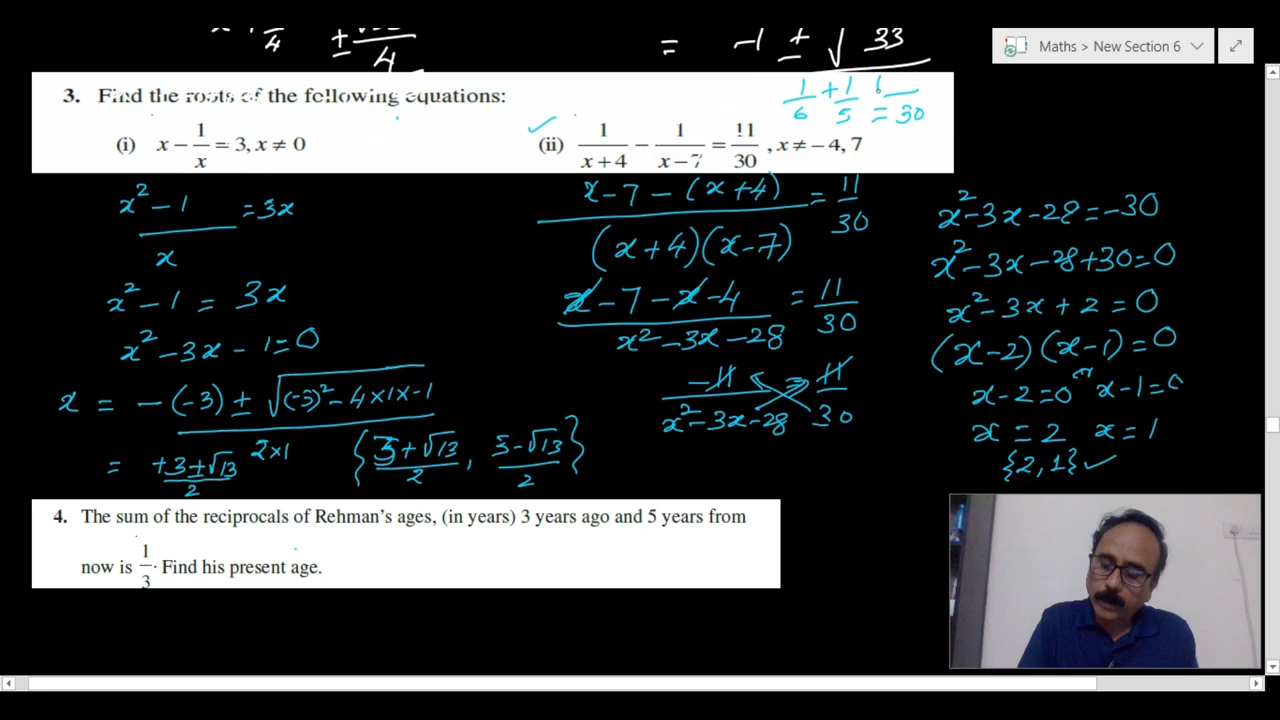 = -1 ± √33
Maths > New Section 6
3. Find the roots of the following equations:
(i) x - 1/x = 3, x ≠ 0
(ii) 1/(x+4) - 1/(x-7) = 11/30, x ≠ -4, 7
1/6 + 1/5 = 1/30
(x² - 1)/x = 3x
x² - 1 = 3x
x² - 3x - 1 = 0
x = (-(-3) ± √((-3)² - 4×1×-1))/(2×1)
= (+3±√13)/2 {(3+√13)/2, (3-√13)/2}
(x-7-(x+4))/((x+4)(x-7)) = 11/30
(x-7-x-4)/(x²-3x-28) = 11/30
-11/(x²-3x-28) = 11/30
x²-3x-28 = -30
x²-3x-28+30=0
x²-3x+2=0
(x-2)(x-1)=0
x-2=0 or x-1=0
x=2 x=1
{2,1}✓
4. The sum of the reciprocals of Rehman's ages, (in years) 3 years ago and 5 years from
now is 1/3. Find his present age.